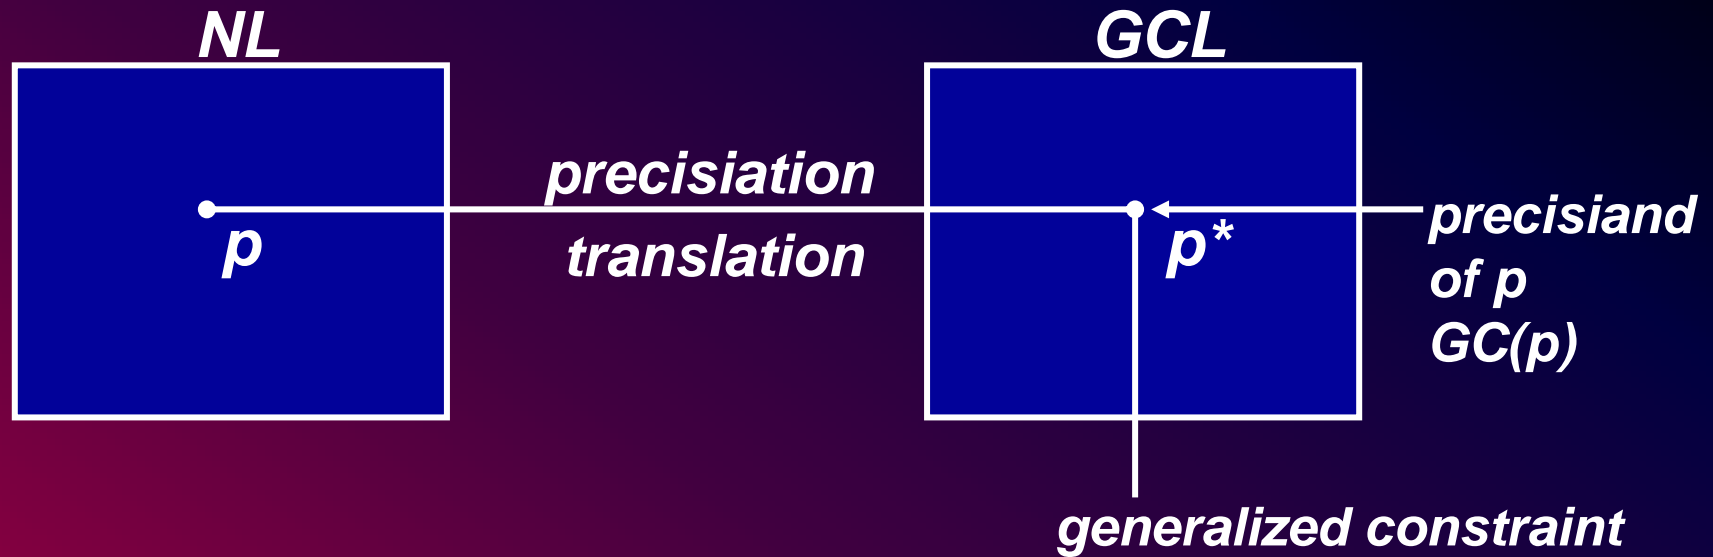 NL
GCL
precisiation
translation
p
p*
precisiand
of p
GC(p)
generalized constraint